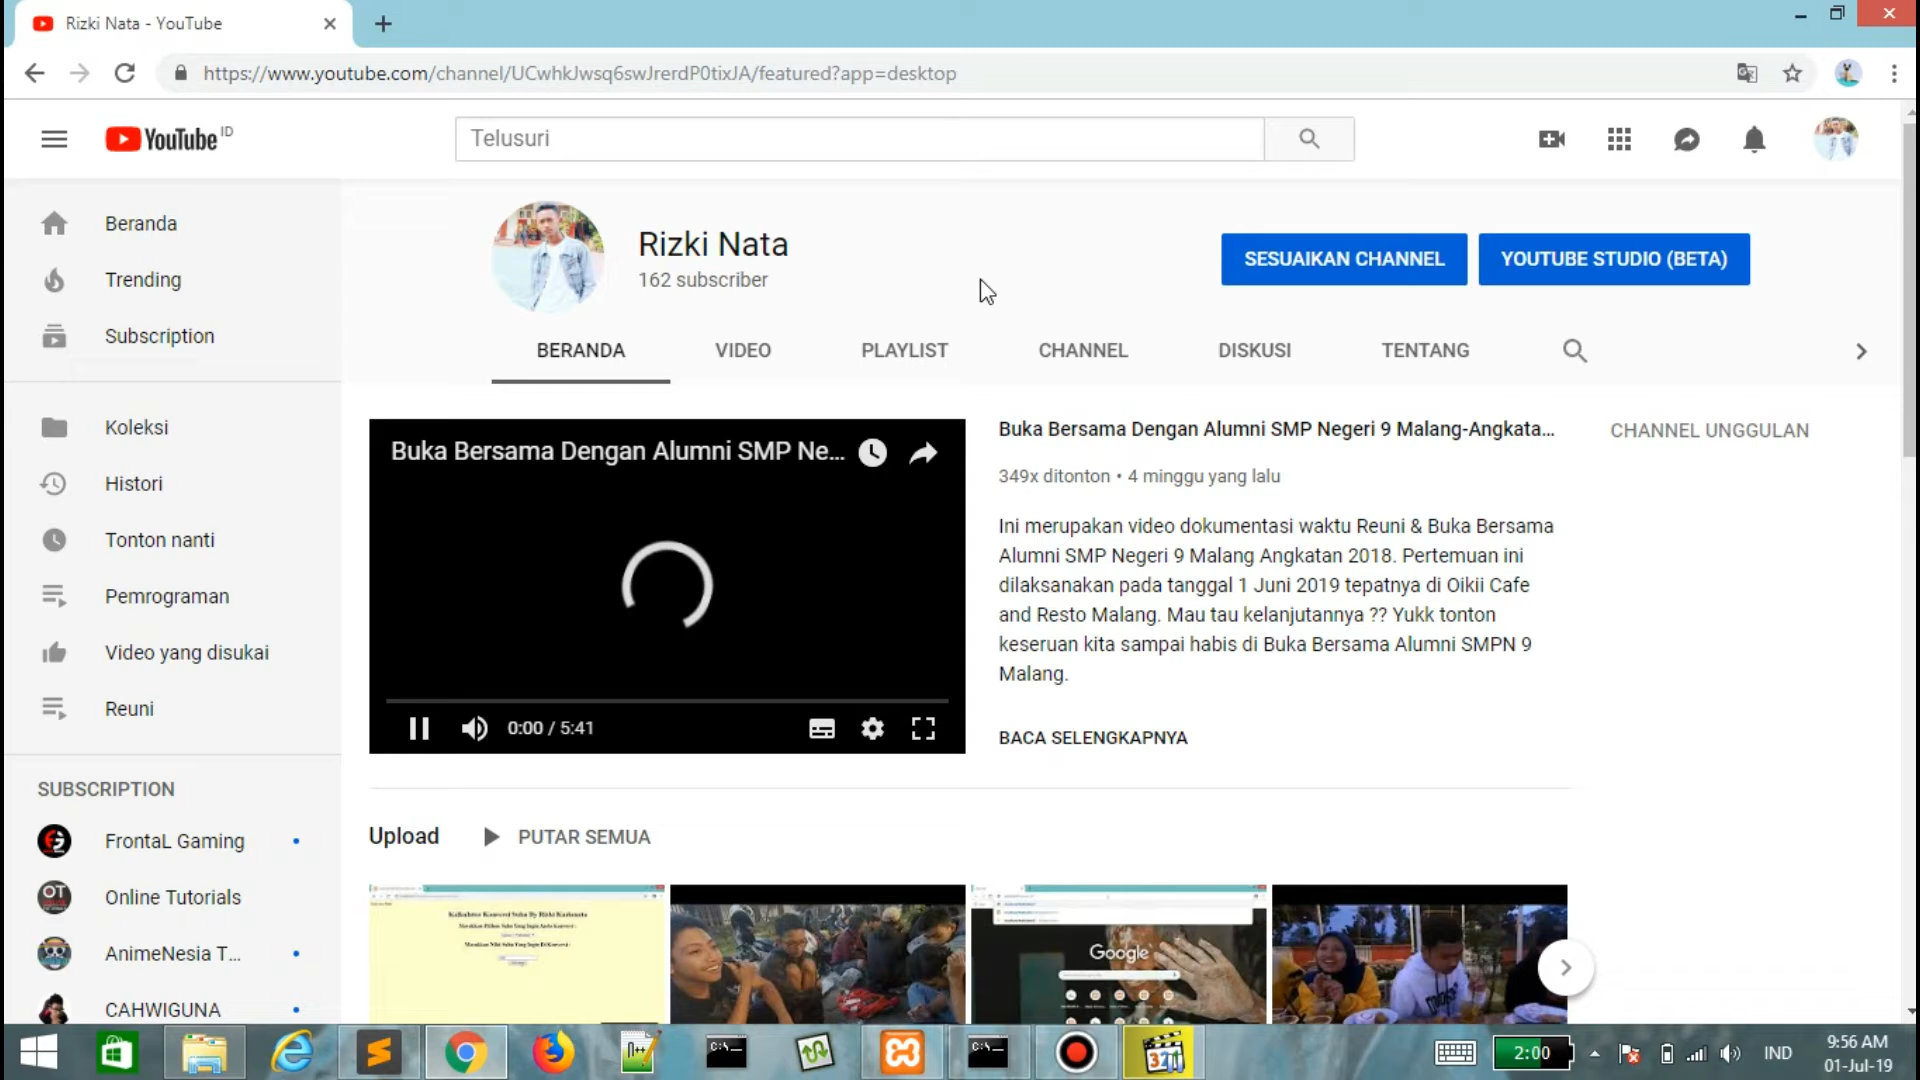 Rizki Nata - YouTube
https://www.youtube.com/channel/UCwhkJwsq6swJrerdP0tixJA/featured?app=desktop
YouTube ID
Telusuri
Beranda
Trending
Subscription
Koleksi
Histori
Tonton nanti
Pemrograman
Video yang disukai
Reuni
SUBSCRIPTION
FrontaL Gaming
Online Tutorials
AnimeNesia T...
CAHWIGUNA
Rizki Nata
162 subscriber
SESUAIKAN CHANNEL
YOUTUBE STUDIO (BETA)
BERANDA
VIDEO
PLAYLIST
CHANNEL
DISKUSI
TENTANG
Buka Bersama Dengan Alumni SMP Ne...
0:00 / 5:41
Buka Bersama Dengan Alumni SMP Negeri 9 Malang-Angkata...
349x ditonton • 4 minggu yang lalu
Ini merupakan video dokumentasi waktu Reuni & Buka Bersama
Alumni SMP Negeri 9 Malang Angkatan 2018. Pertemuan ini
dilaksanakan pada tanggal 1 Juni 2019 tepatnya di Oikii Cafe
and Resto Malang. Mau tau kelanjutannya ?? Yukk tonton
keseruan kita sampai habis di Buka Bersama Alumni SMPN 9
Malang.
BACA SELENGKAPNYA
CHANNEL UNGGULAN
Upload
PUTAR SEMUA
Kalkulator Konversi Suhu By Rizki
Google
OT
C:\_
C:\_
321
2:00
IND
9:56 AM
01-Jul-19